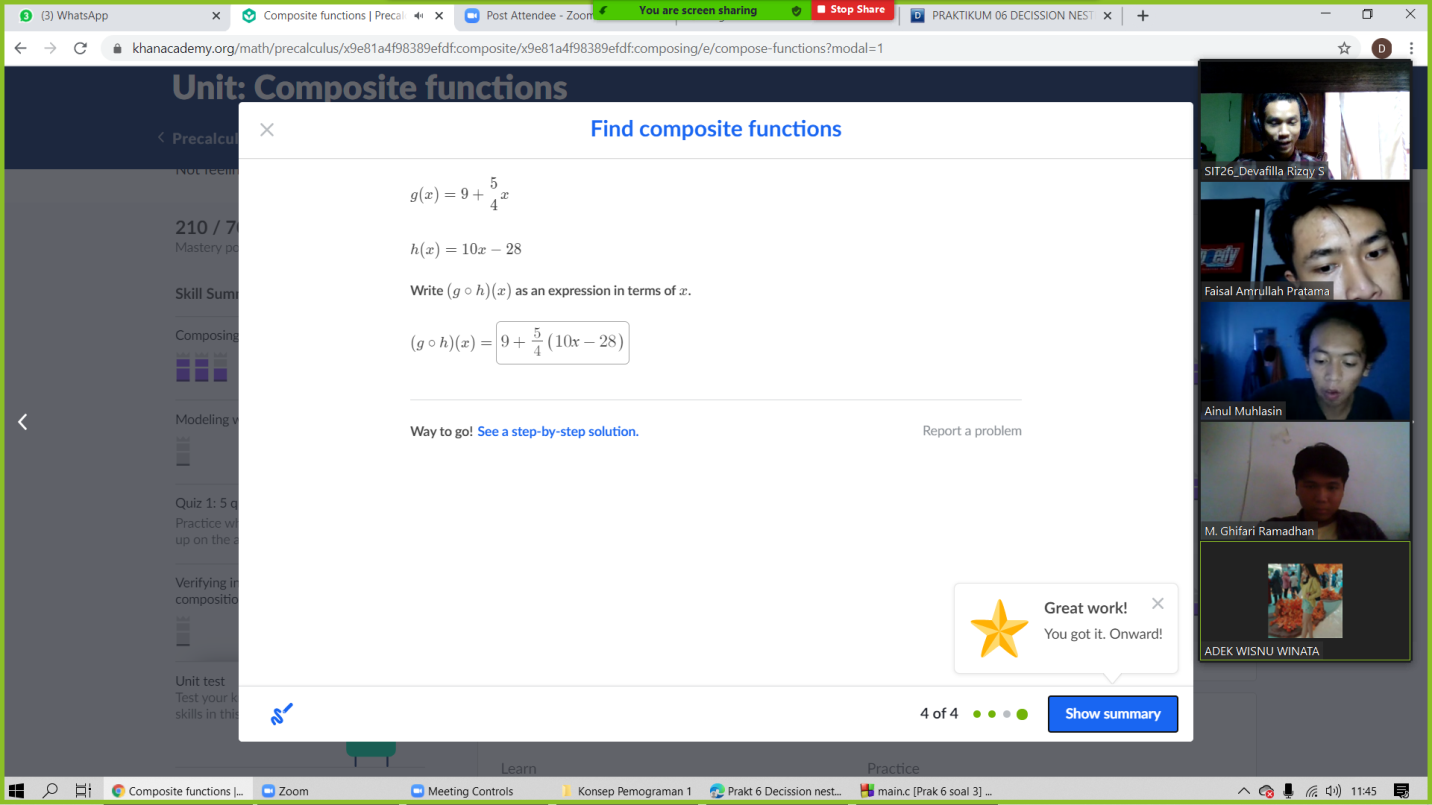 (3) WhatsApp
Composite functions | Precal
Post Attendee - Zoom
You are screen sharing
Stop Share
PRAKTIKUM 06 DECISSION NEST
khanacademy.org/math/precalculus/x9e81a4f98389efdf:composite/x9e81a4f98389efdf:composing/e/compose-functions?modal=1
D
Unit: Composite functions
Precalcul
Not feelin
210 / 70
Mastery po
Skill Summ
Composing
Modeling w
Quiz 1: 5 q
Practice wh
up on the a
Verifying in
compositio
Unit test
Test your k
skills in this
Find composite functions
g(x) = 9 + 5/4 x
h(x) = 10x − 28
Write (g ∘ h)(x) as an expression in terms of x.
(g ∘ h)(x) = 9 + 5/4 (10x − 28)
Way to go! See a step-by-step solution.
Report a problem
Great work!
You got it. Onward!
4 of 4
Show summary
Learn
Practice
SIT26_Devafilla Rizqy S
Faisal Amrullah Pratama
Ainul Muhlasin
M. Ghifari Ramadhan
ADEK WISNU WINATA
Composite functions |...
Zoom
Meeting Controls
Konsep Pemograman 1
Prakt 6 Decission nest...
main.c [Prak 6 soal 3] ...
11:45